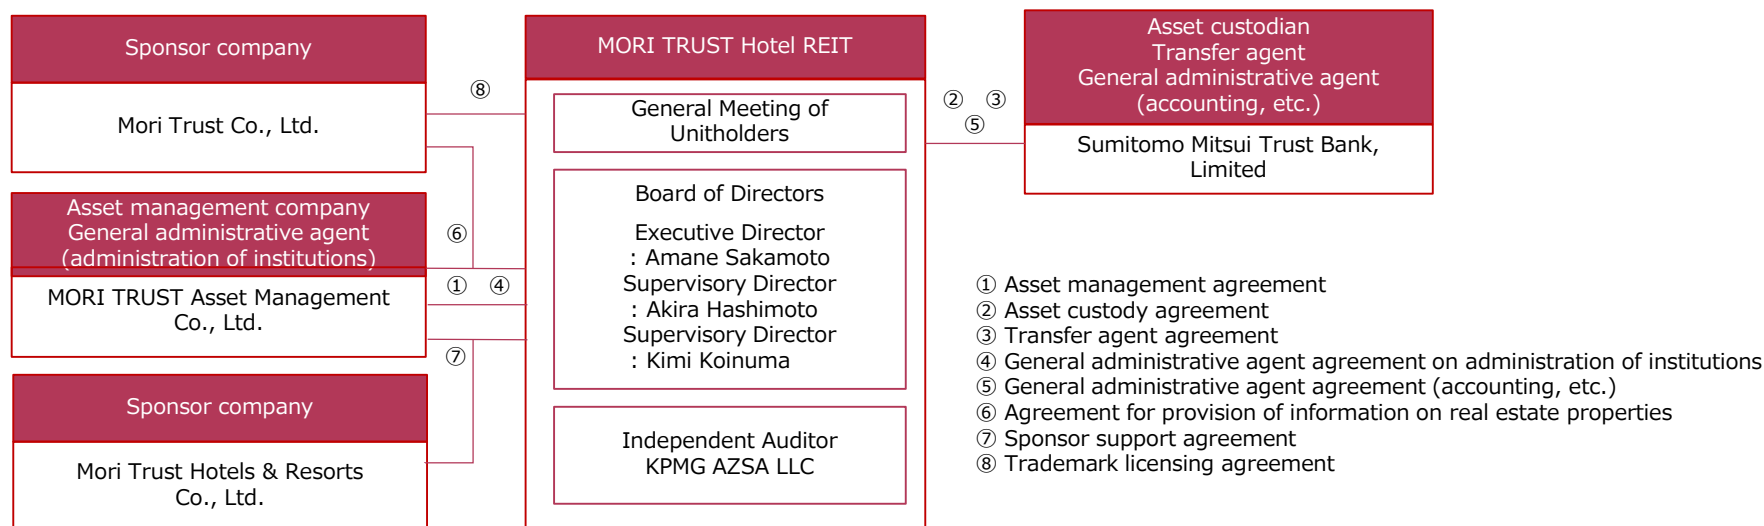 Sponsor company
Mori Trust Co., Ltd.
Asset management company
General administrative agent
(administration of institutions)
MORI TRUST Asset Management
Co., Ltd.
Sponsor company
Mori Trust Hotels & Resorts
Co., Ltd.
⑧
⑥
① ④
⑦
MORI TRUST Hotel REIT
General Meeting of
Unitholders
Board of Directors
Executive Director
: Amane Sakamoto
Supervisory Director
: Akira Hashimoto
Supervisory Director
: Kimi Koinuma
Independent Auditor
KPMG AZSA LLC
② ③
⑤
Asset custodian
Transfer agent
General administrative agent
(accounting, etc.)
Sumitomo Mitsui Trust Bank,
Limited
① Asset management agreement
② Asset custody agreement
③ Transfer agent agreement
④ General administrative agent agreement on administration of institutions
⑤ General administrative agent agreement (accounting, etc.)
⑥ Agreement for provision of information on real estate properties
⑦ Sponsor support agreement
⑧ Trademark licensing agreement